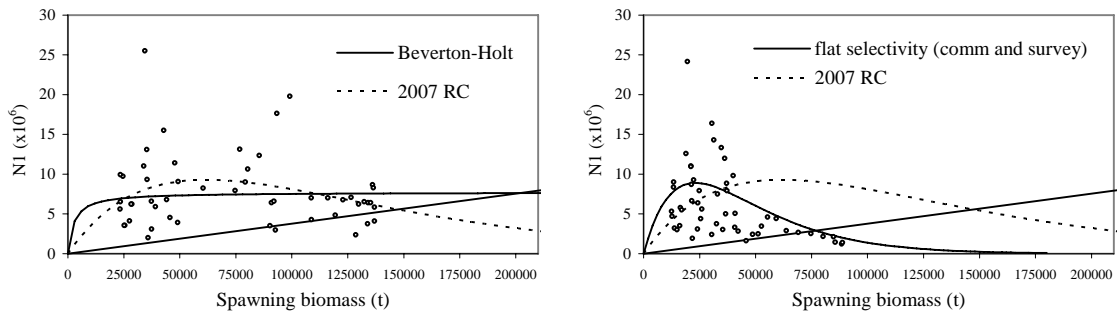 30
25
20
15
10
5
0
N1 (x10⁶)
Beverton-Holt
2007 RC
0 25000 50000 75000 100000 125000 150000 175000 200000
Spawning biomass (t)
30
25
20
15
10
5
0
N1 (x10⁶)
flat selectivity (comm and survey)
2007 RC
0 25000 50000 75000 100000 125000 150000 175000 200000
Spawning biomass (t)